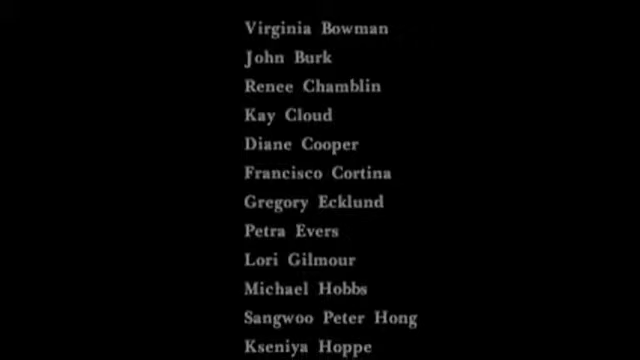 Virginia Bowman
John Burk
Renee Chamblin
Kay Cloud
Diane Cooper
Francisco Cortina
Gregory Ecklund
Petra Evers
Lori Gilmour
Michael Hobbs
Sangwoo Peter Hong
Kseniya Hoppe